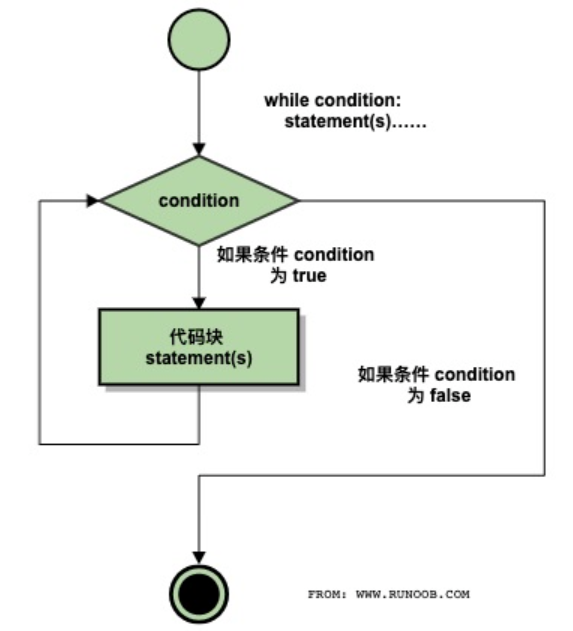 while condition:
statement(s)......
condition
如果条件 condition
为 true
代码块
statement(s)
如果条件 condition
为 false
FROM: WWW.RUNOOB.COM